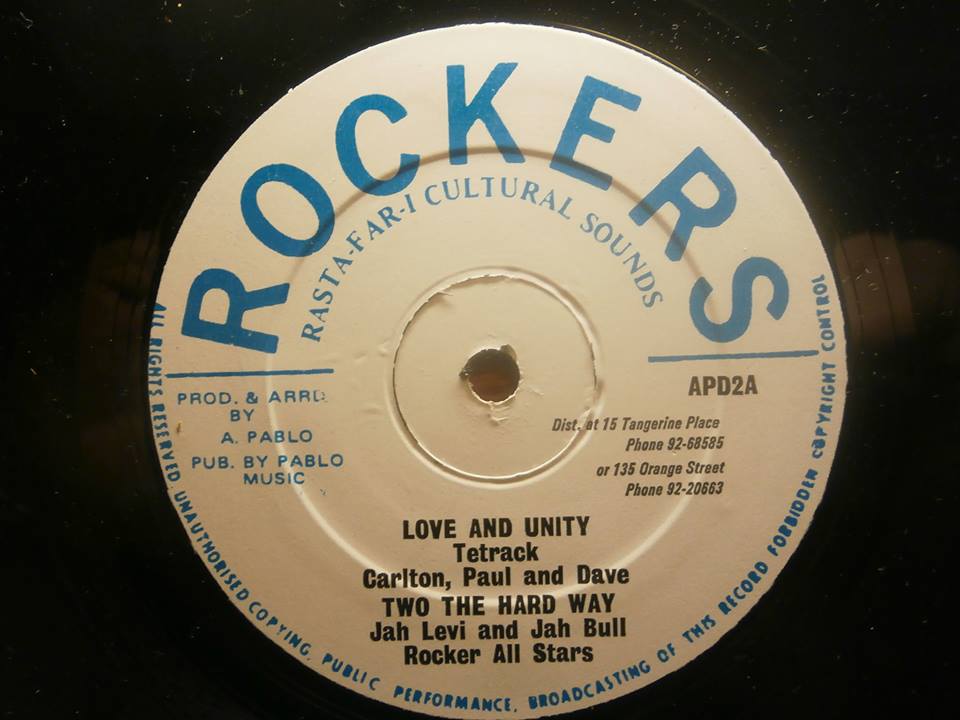 ROCKERS
RASTA-FAR-I CULTURAL SOUNDS
PROD. & ARRD.
BY
A. PABLO
PUB. BY PABLO
MUSIC
APD2A
Dist. at 15 Tangerine Place
Phone 92-68585
or 135 Orange Street
Phone 92-20663
LOVE AND UNITY
Tetrack
Carlton, Paul and Dave
TWO THE HARD WAY
Jah Levi and Jah Bull
Rocker All Stars
ALL RIGHTS RESERVED. UNAUTHORISED COPYING, PUBLIC PERFORMANCE, BROADCASTING OF THIS RECORD FORBIDDEN COPYRIGHT CONTROL